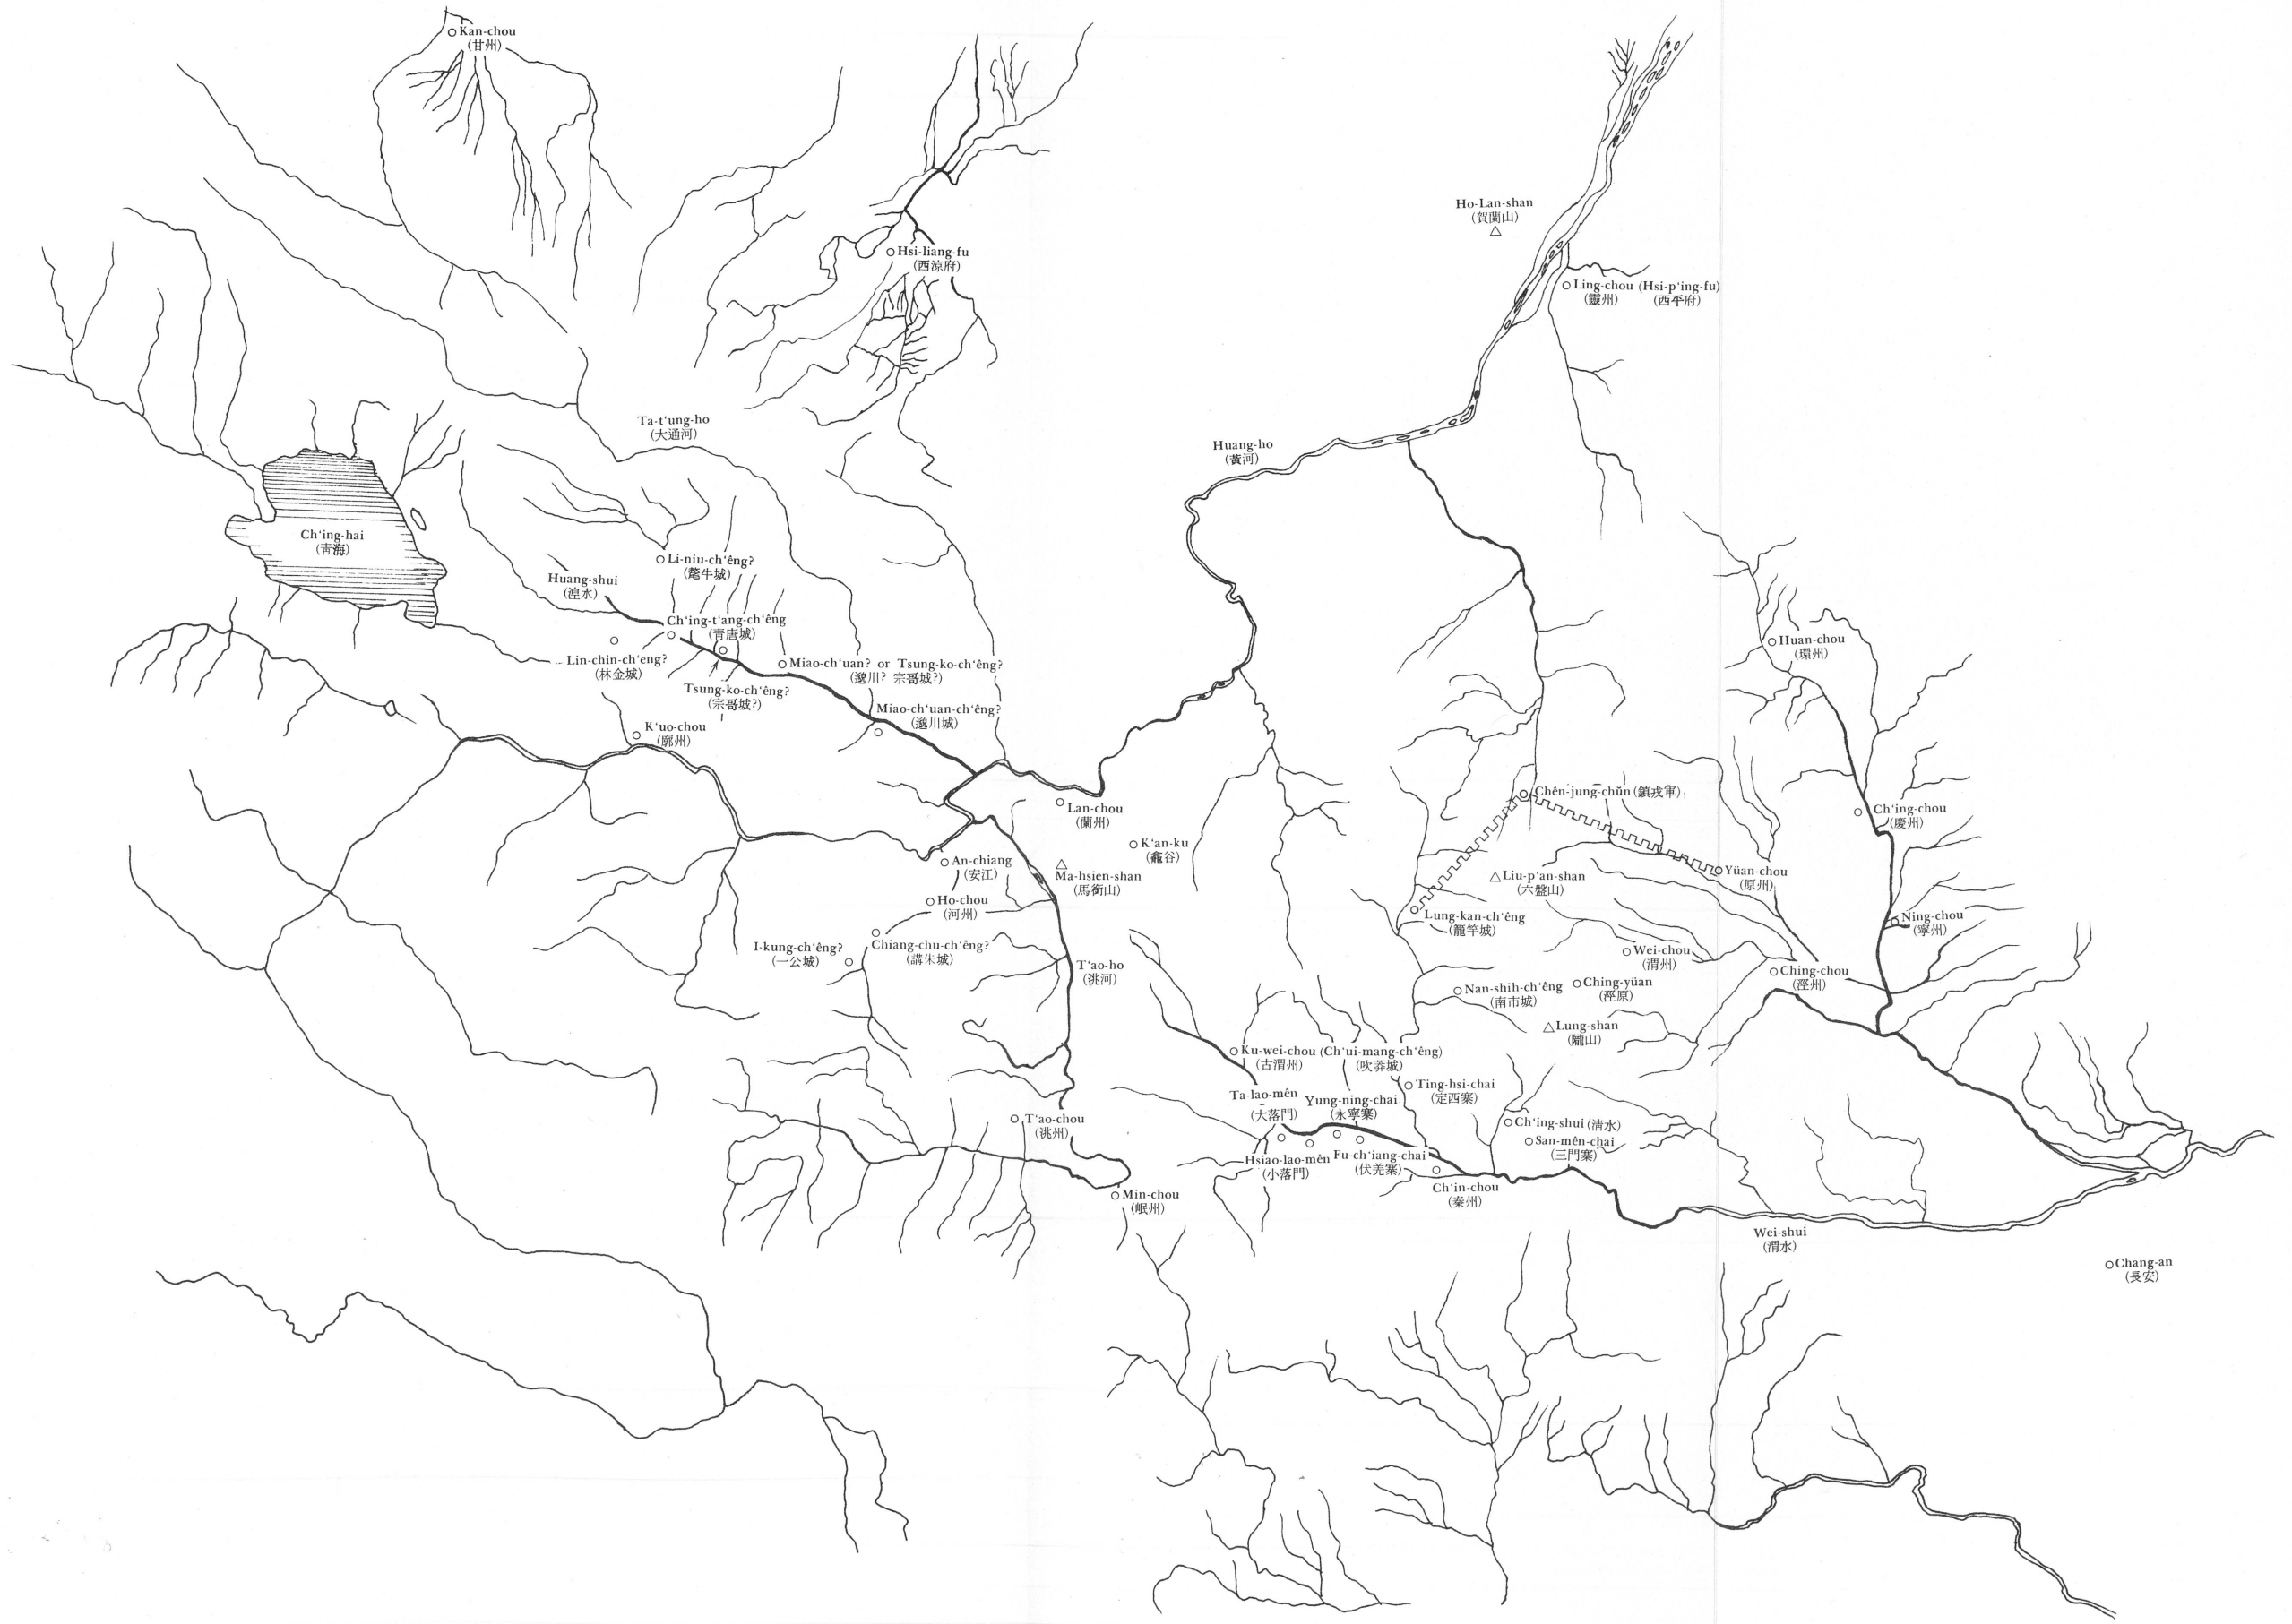 Kan-chou
(甘州)
Ho-Lan-shan
(賀蘭山)
Hsi-liang-fu
(西涼府)
Ling-chou (Hsi-p‘ing-fu)
(靈州) (西平府)
Ta-t‘ung-ho
(大通河)
Huang-ho
(黃河)
Ch‘ing-hai
(靑海)
Li-niu-ch‘êng?
(氂牛城)
Huang-shui
(湟水)
Ch‘ing-t‘ang-ch‘êng
(靑唐城)
Huan-chou
(環州)
Lin-chin-ch‘eng?
(林金城)
Miao-ch‘uan? or Tsung-ko-ch‘êng?
(邈川? 宗哥城?)
Tsung-ko-ch‘êng?
(宗哥城?)
Miao-ch‘uan-ch‘êng?
(邈川城)
K‘uo-chou
(廓州)
Chên-jung-chün (鎮戎軍)
Lan-chou
(蘭州)
Ch‘ing-chou
(慶州)
K‘an-ku
(龕谷)
An-chiang
(安江)
Ma-hsien-shan
(馬銜山)
Liu-p‘an-shan
(六盤山)
Yüan-chou
(原州)
Ho-chou
(河州)
Lung-kan-ch‘êng
(籠竿城)
Ning-chou
(寧州)
I-kung-ch‘êng?
(一公城)
Chiang-chu-ch‘êng?
(講朱城)
Wei-chou
(渭州)
T‘ao-ho
(洮河)
Ching-chou
(涇州)
Nan-shih-ch‘êng
(南市城)
Ching-yüan
(涇原)
Lung-shan
(隴山)
Ku-wei-chou (Ch‘ui-mang-ch‘êng)
(古渭州) (吹莽城)
Ting-hsi-chai
(定西寨)
Ta-lao-mên
(大落門)
Yung-ning-chai
(永寧寨)
T‘ao-chou
(洮州)
Ch‘ing-shui (淸水)
San-mên-chai
(三門寨)
Hsiao-lao-mên
(小落門)
Fu-ch‘iang-chai
(伏羌寨)
Ch‘in-chou
(秦州)
Min-chou
(岷州)
Wei-shui
(渭水)
Chang-an
(長安)